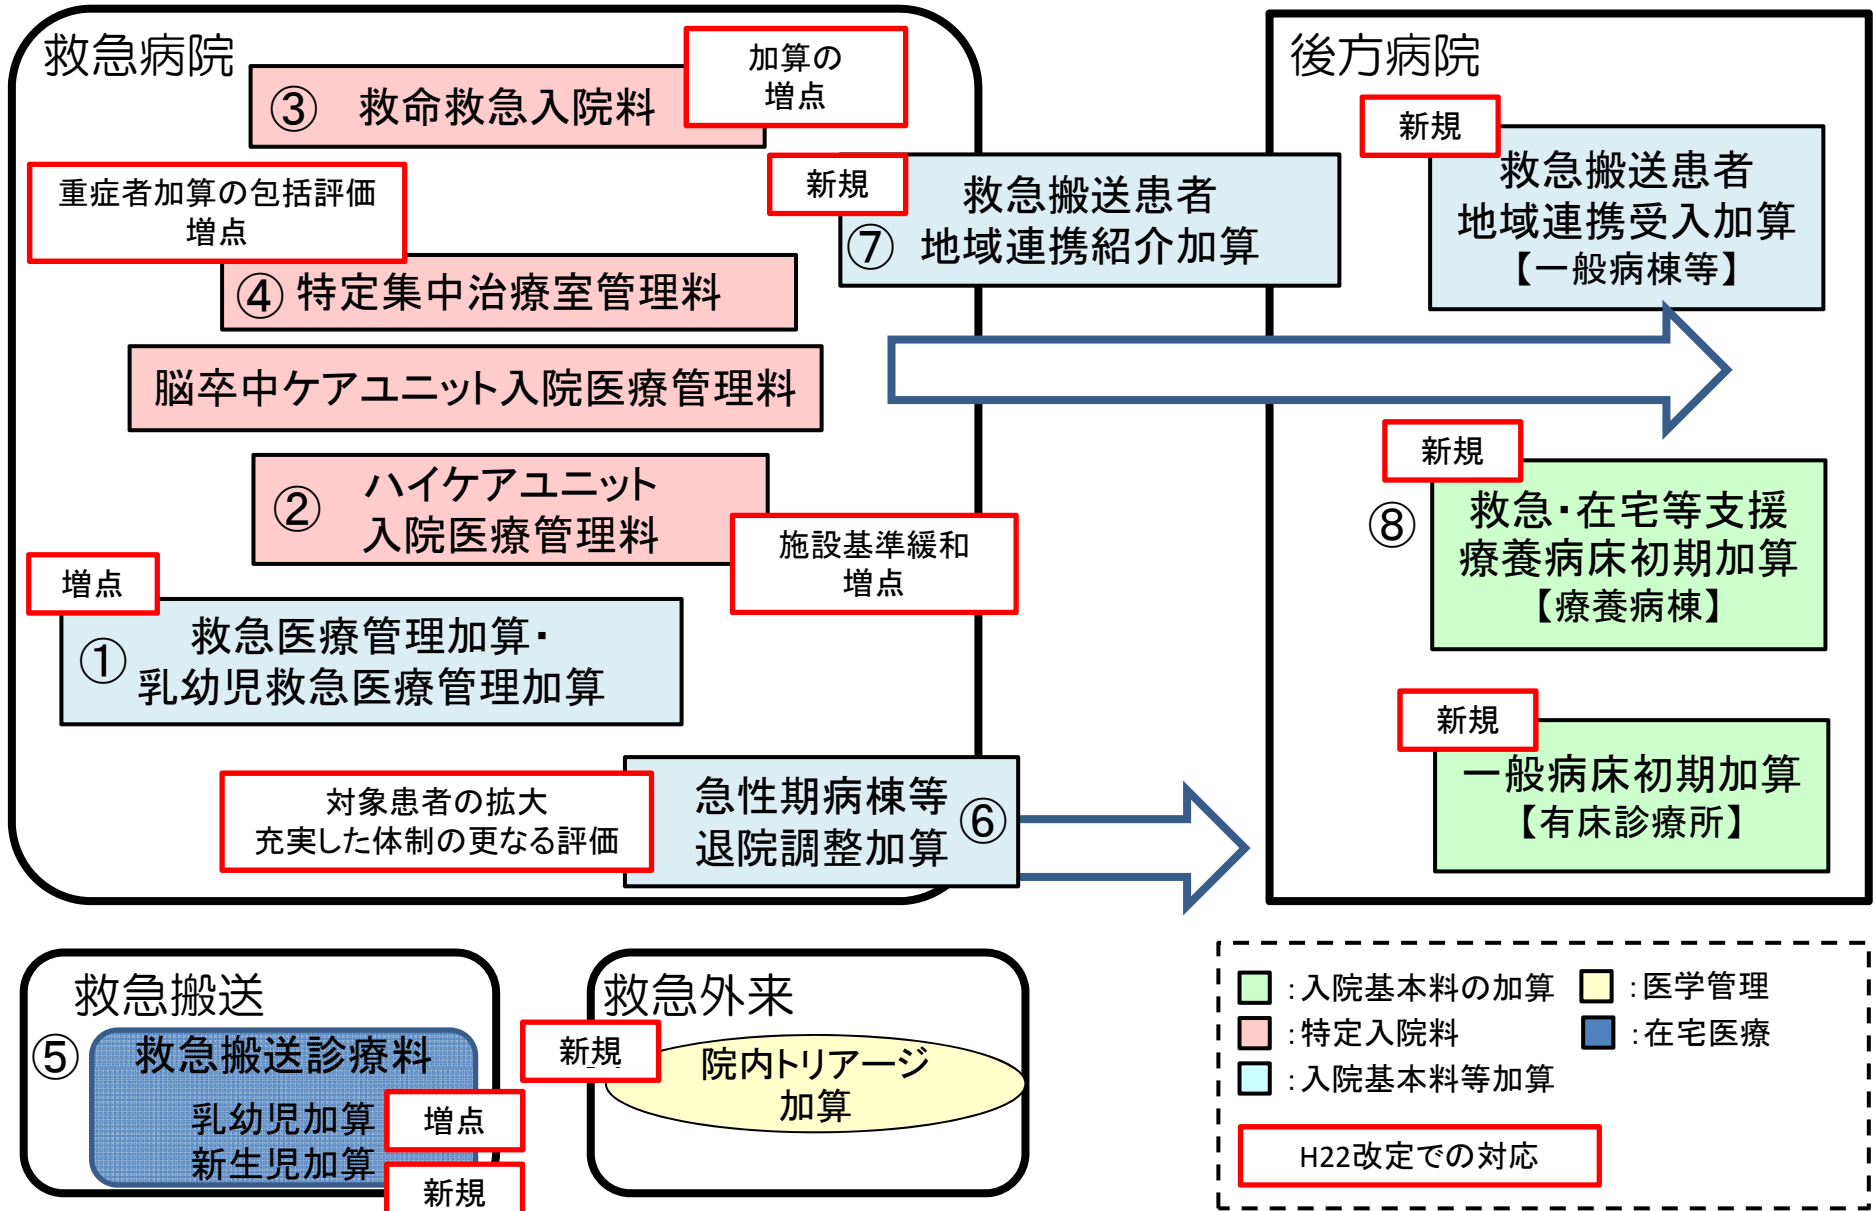 救急病院
③ 救命救急入院料
加算の
増点
重症者加算の包括評価
増点
④ 特定集中治療室管理料
脳卒中ケアユニット入院医療管理料
② ハイケアユニット
入院医療管理料
施設基準緩和
増点
増点
① 救急医療管理加算・
乳幼児救急医療管理加算
対象患者の拡大
充実した体制の更なる評価
急性期病棟等
退院調整加算 ⑥
新規
⑦ 救急搬送患者
地域連携紹介加算
後方病院
新規
救急搬送患者
地域連携受入加算
【一般病棟等】
新規
⑧ 救急・在宅等支援
療養病床初期加算
【療養病棟】
新規
一般病床初期加算
【有床診療所】
救急搬送
⑤ 救急搬送診療料
乳幼児加算 増点
新生児加算 新規
救急外来
新規
院内トリアージ
加算
:入院基本料の加算
:特定入院料
:入院基本料等加算
:医学管理
:在宅医療
H22改定での対応